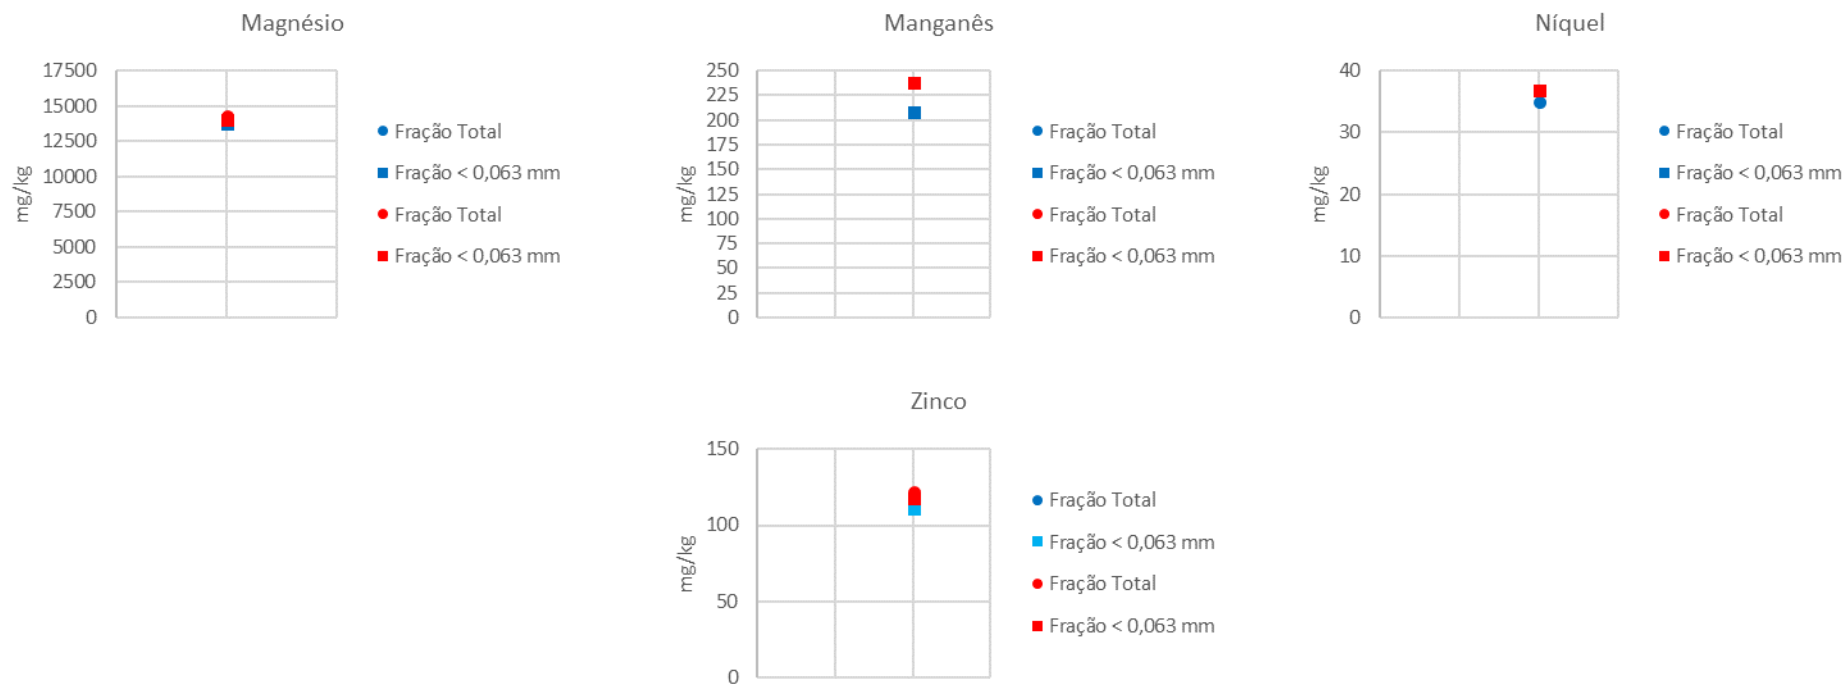 Magnésio
17500
15000
12500
10000
7500
5000
2500
0
mg/kg
Fração Total
Fração < 0,063 mm
Fração Total
Fração < 0,063 mm
Manganês
250
225
200
175
150
125
100
75
50
25
0
mg/kg
Fração Total
Fração < 0,063 mm
Fração Total
Fração < 0,063 mm
Níquel
40
30
20
10
0
mg/kg
Fração Total
Fração < 0,063 mm
Fração Total
Fração < 0,063 mm
Zinco
150
100
50
0
mg/kg
Fração Total
Fração < 0,063 mm
Fração Total
Fração < 0,063 mm